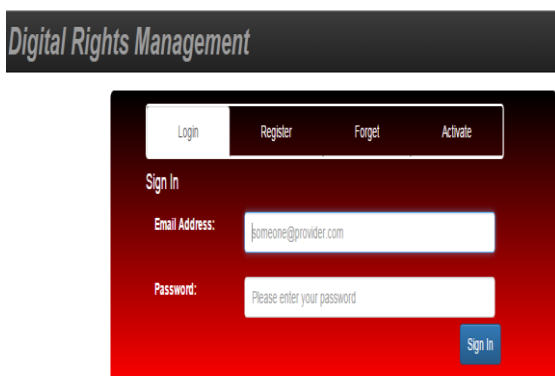 Digital Rights Management
Login Register Forget Activate
Sign In
Email Address: someone@provider.com
Password: Please enter your password
Sign In